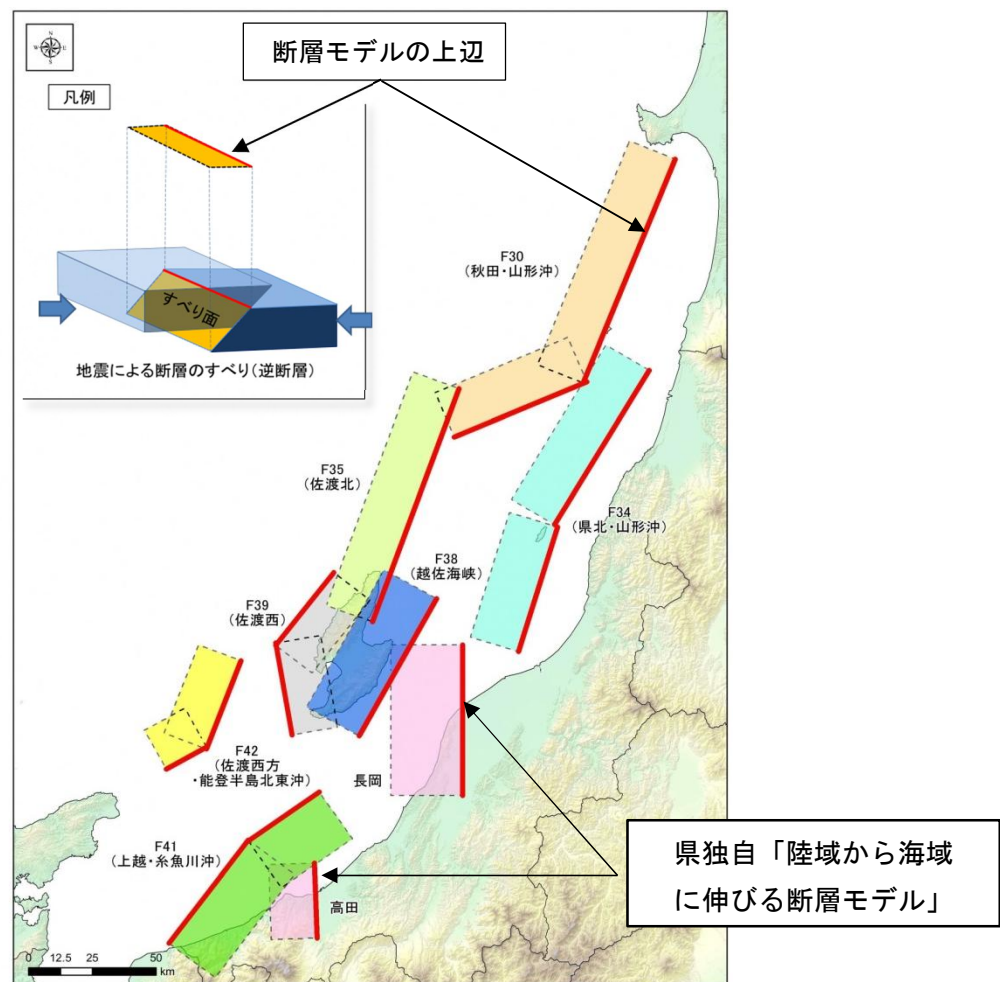 断層モデルの上辺
N
W
E
S
凡例
すべり面
地震による断層のすべり(逆断層)
F30
(秋田・山形沖)
F35
(佐渡北)
F34
(県北・山形沖)
F38
(越佐海峡)
F39
(佐渡西)
F42
(佐渡西方
・能登半島北東沖)
長岡
F41
(上越・糸魚川沖)
高田
県独自「陸域から海域
に伸びる断層モデル」
0 12.5 25 50
km